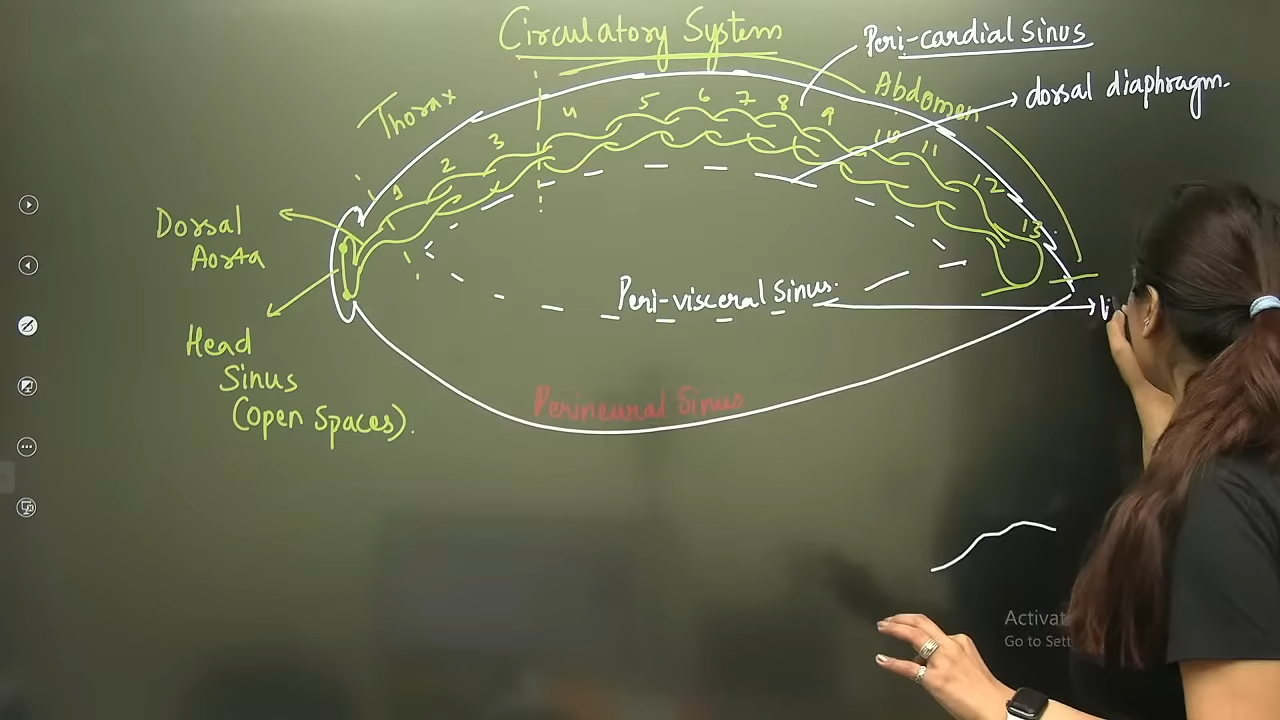 Circulatory System
Peri-cardial Sinus
Thorax
Abdomen
dorsal diaphragm.
1 2 3 4 5 6 7 8 9 10 11 12 13
Dorsal
Aorta
Peri-visceral Sinus.
Head
Sinus
(open Spaces).
Perineural Sinus
Activat
Go to Sett